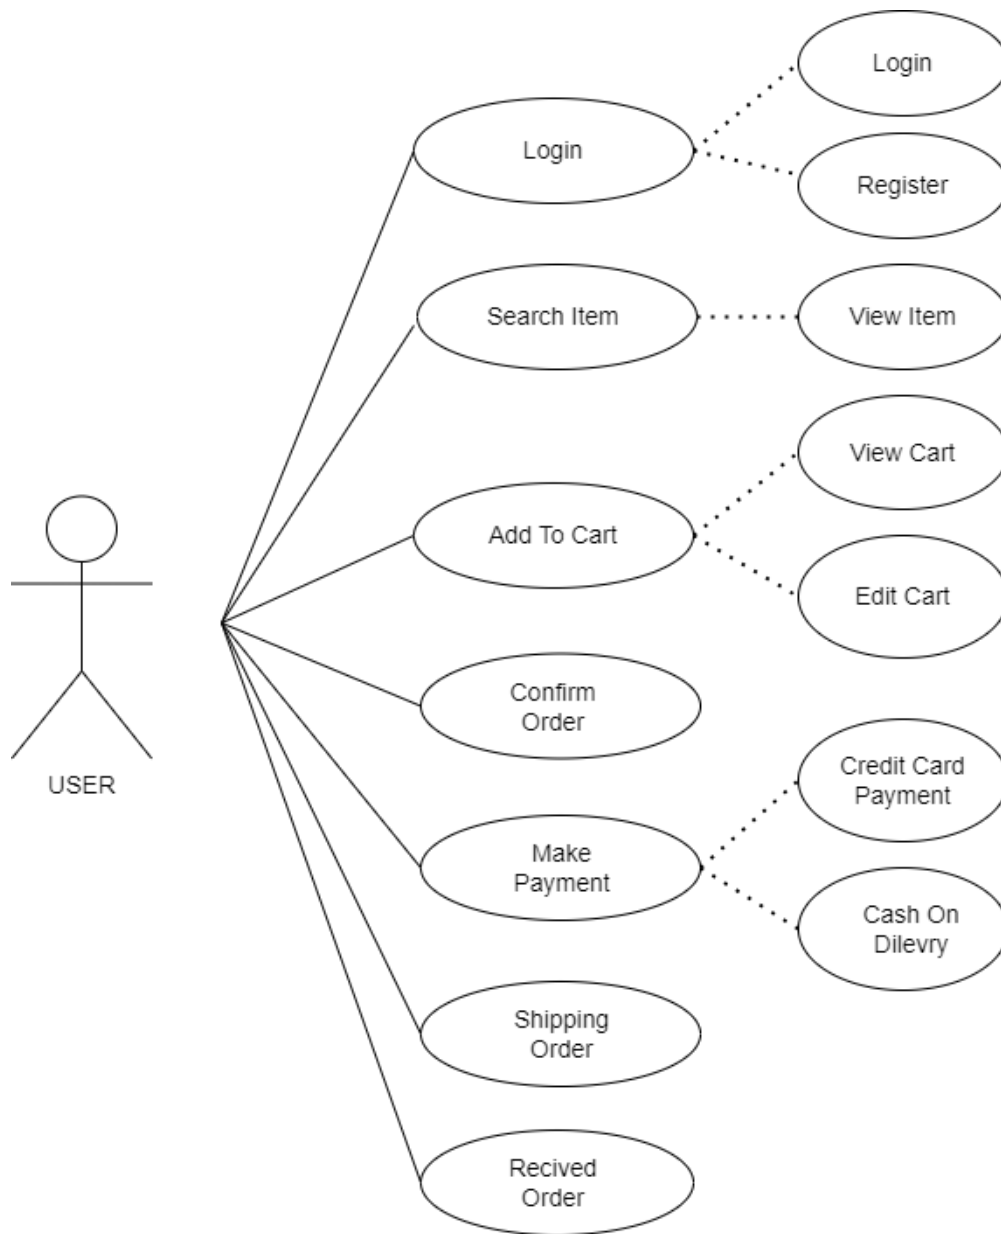 Login
Login
Register
Search Item
View Item
View Cart
Add To Cart
Edit Cart
Confirm
Order
USER
Credit Card
Payment
Make
Payment
Cash On
Dilevry
Shipping
Order
Recived
Order